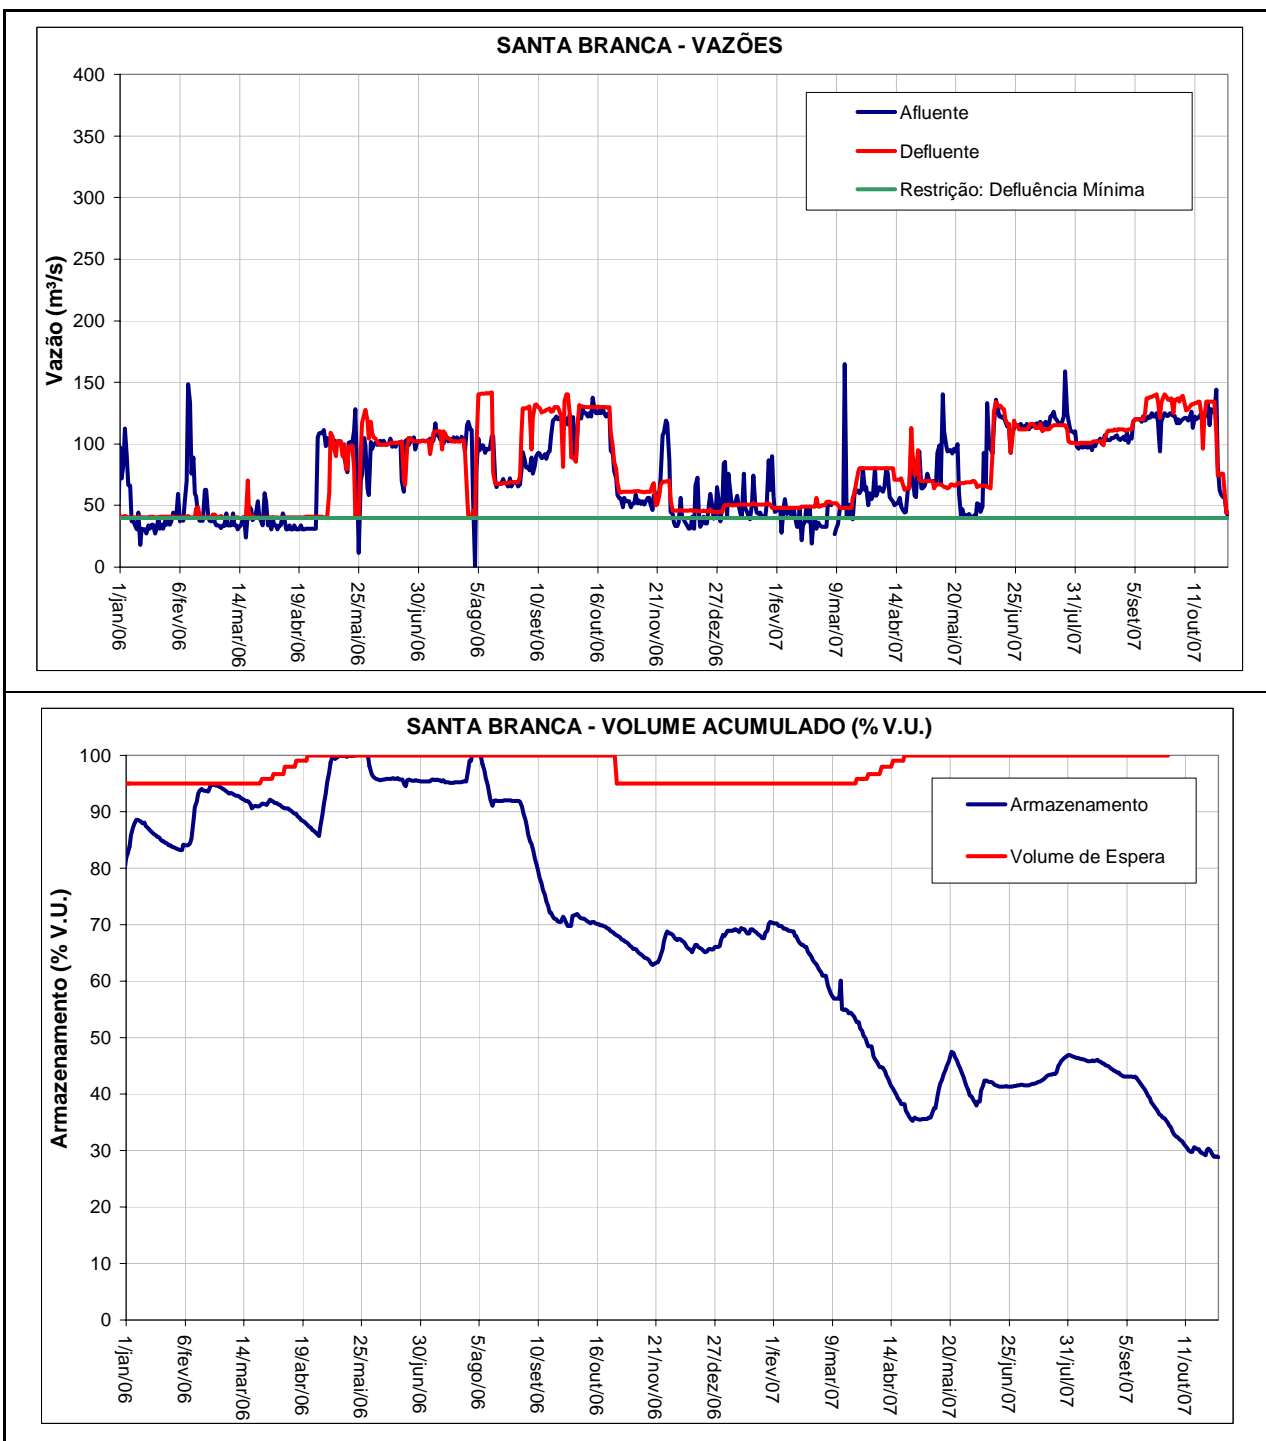 SANTA BRANCA - VAZÕES
Vazão (m³/s)
400
350
300
250
200
150
100
50
0
Afluente
Defluente
Restrição: Defluência Mínima
1/jan/06
6/fev/06
14/mar/06
19/abr/06
25/mai/06
30/jun/06
5/ago/06
10/set/06
16/out/06
21/nov/06
27/dez/06
1/fev/07
9/mar/07
14/abr/07
20/mai/07
25/jun/07
31/jul/07
5/set/07
11/out/07
SANTA BRANCA - VOLUME ACUMULADO (% V.U.)
Armazenamento (% V.U.)
100
90
80
70
60
50
40
30
20
10
0
Armazenamento
Volume de Espera
1/jan/06
6/fev/06
14/mar/06
19/abr/06
25/mai/06
30/jun/06
5/ago/06
10/set/06
16/out/06
21/nov/06
27/dez/06
1/fev/07
9/mar/07
14/abr/07
20/mai/07
25/jun/07
31/jul/07
5/set/07
11/out/07